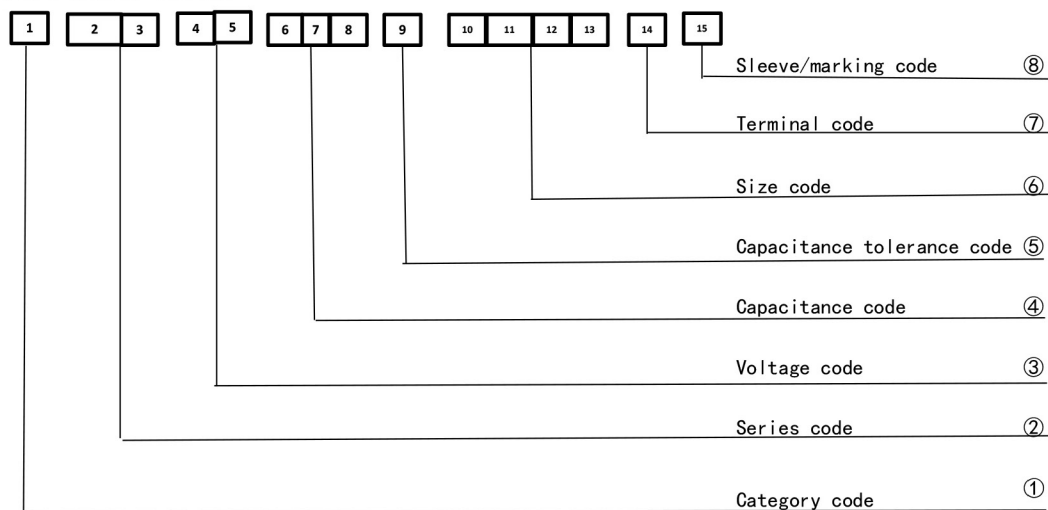 1 2 3 4 5 6 7 8 9 10 11 12 13 14 15
Sleeve/marking code ⑧
Terminal code ⑦
Size code ⑥
Capacitance tolerance code ⑤
Capacitance code ④
Voltage code ③
Series code ②
Category code ①